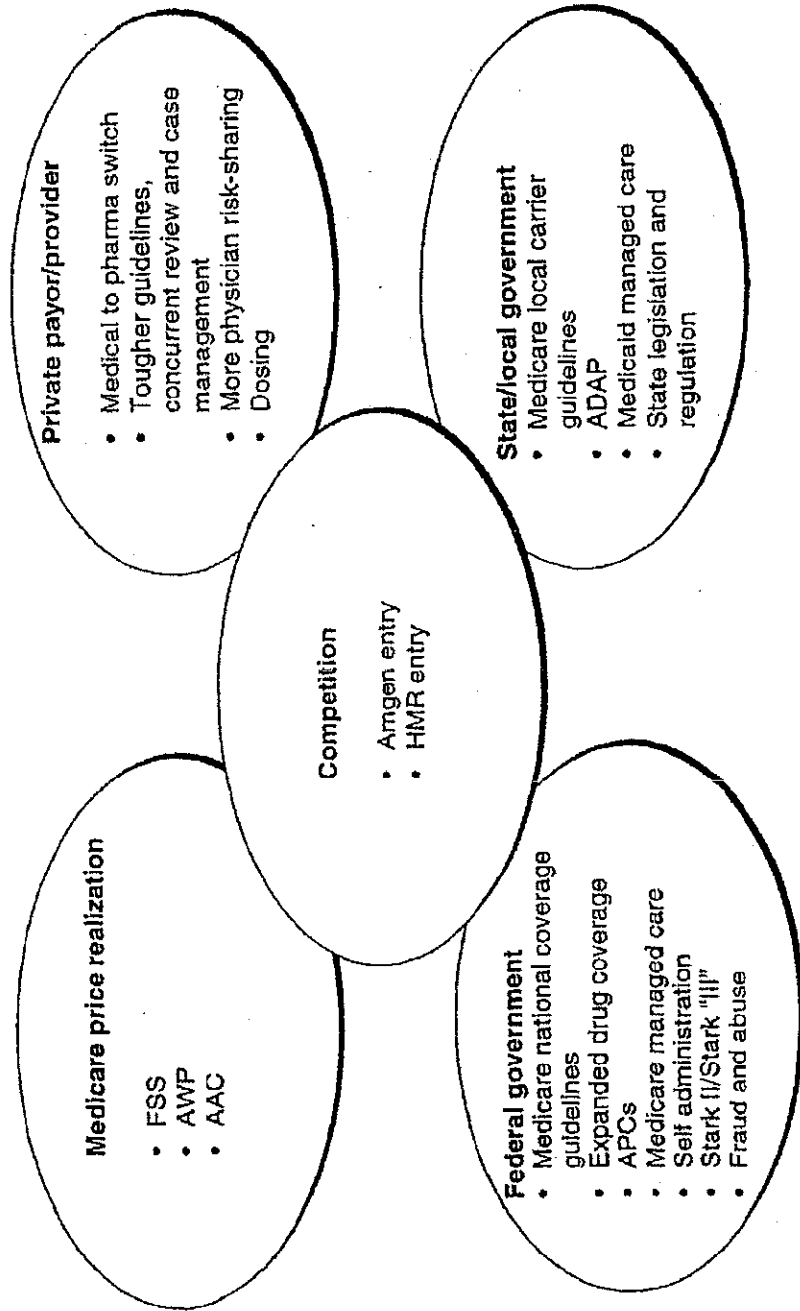 Medicare price realization
• FSS
• AWP
• AAC
Private payor/provider
• Medical to pharma switch
• Tougher guidelines,
concurrent review and case
management
• More physician risk-sharing
• Dosing
Competition
• Amgen entry
• HMR entry
Federal government
• Medicare national coverage
guidelines
• Expanded drug coverage
• APCs
• Medicare managed care
• Self administration
• Stark II/Stark "III"
• Fraud and abuse
State/local government
• Medicare local carrier
guidelines
• ADAP
• Medicaid managed care
• State legislation and
regulation